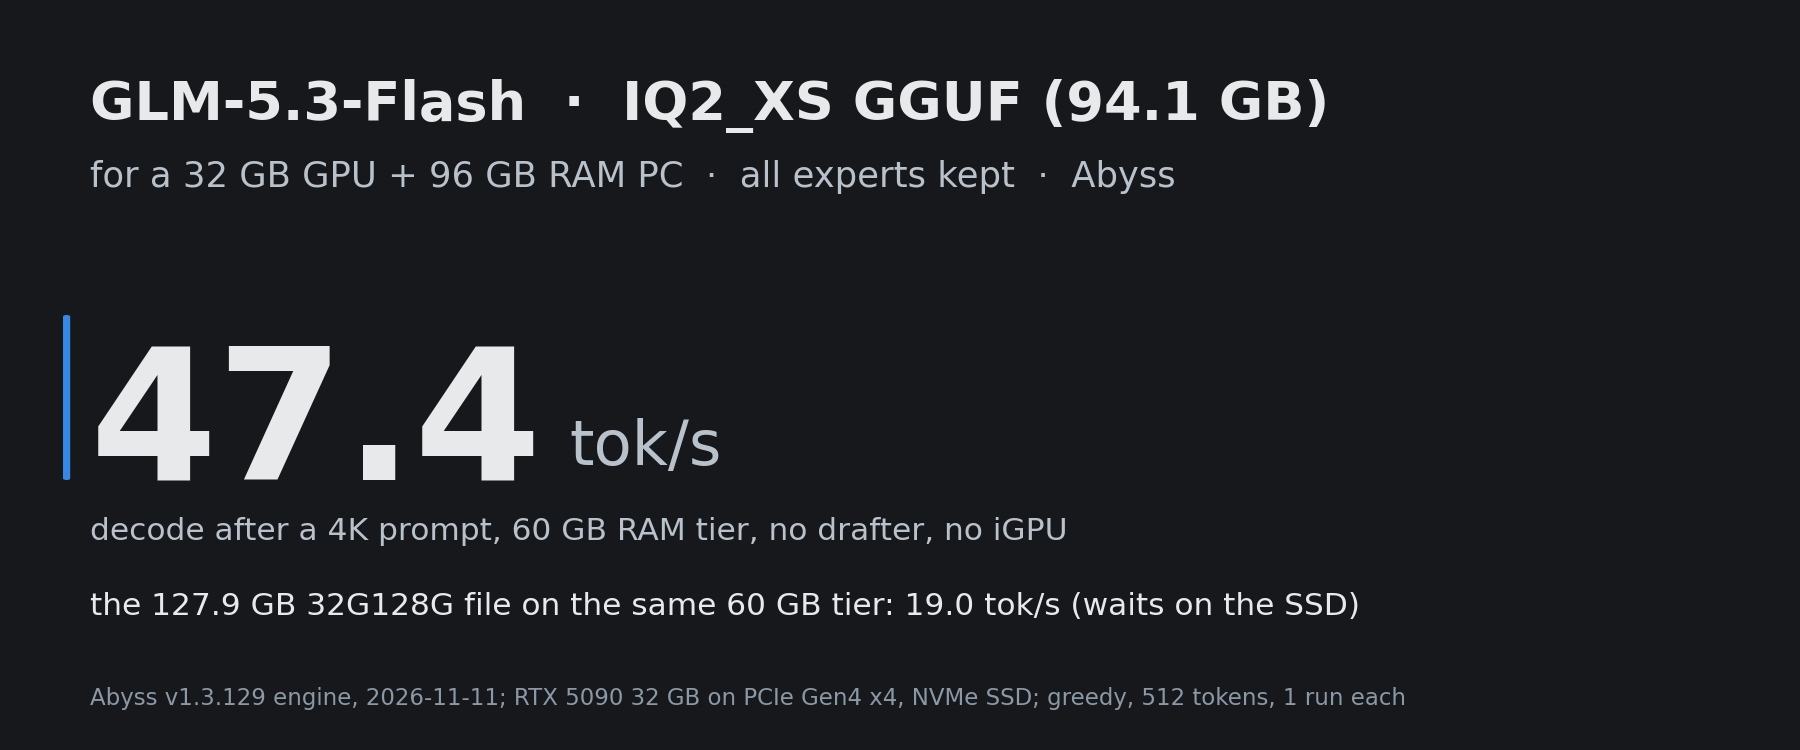 GLM-5.3-Flash · IQ2_XS GGUF (94.1 GB)
for a 32 GB GPU + 96 GB RAM PC · all experts kept · Abyss
47.4 tok/s
decode after a 4K prompt, 60 GB RAM tier, no drafter, no iGPU
the 127.9 GB 32G128G file on the same 60 GB tier: 19.0 tok/s (waits on the SSD)
Abyss v1.3.129 engine, 2026-11-11; RTX 5090 32 GB on PCIe Gen4 x4, NVMe SSD; greedy, 512 tokens, 1 run each